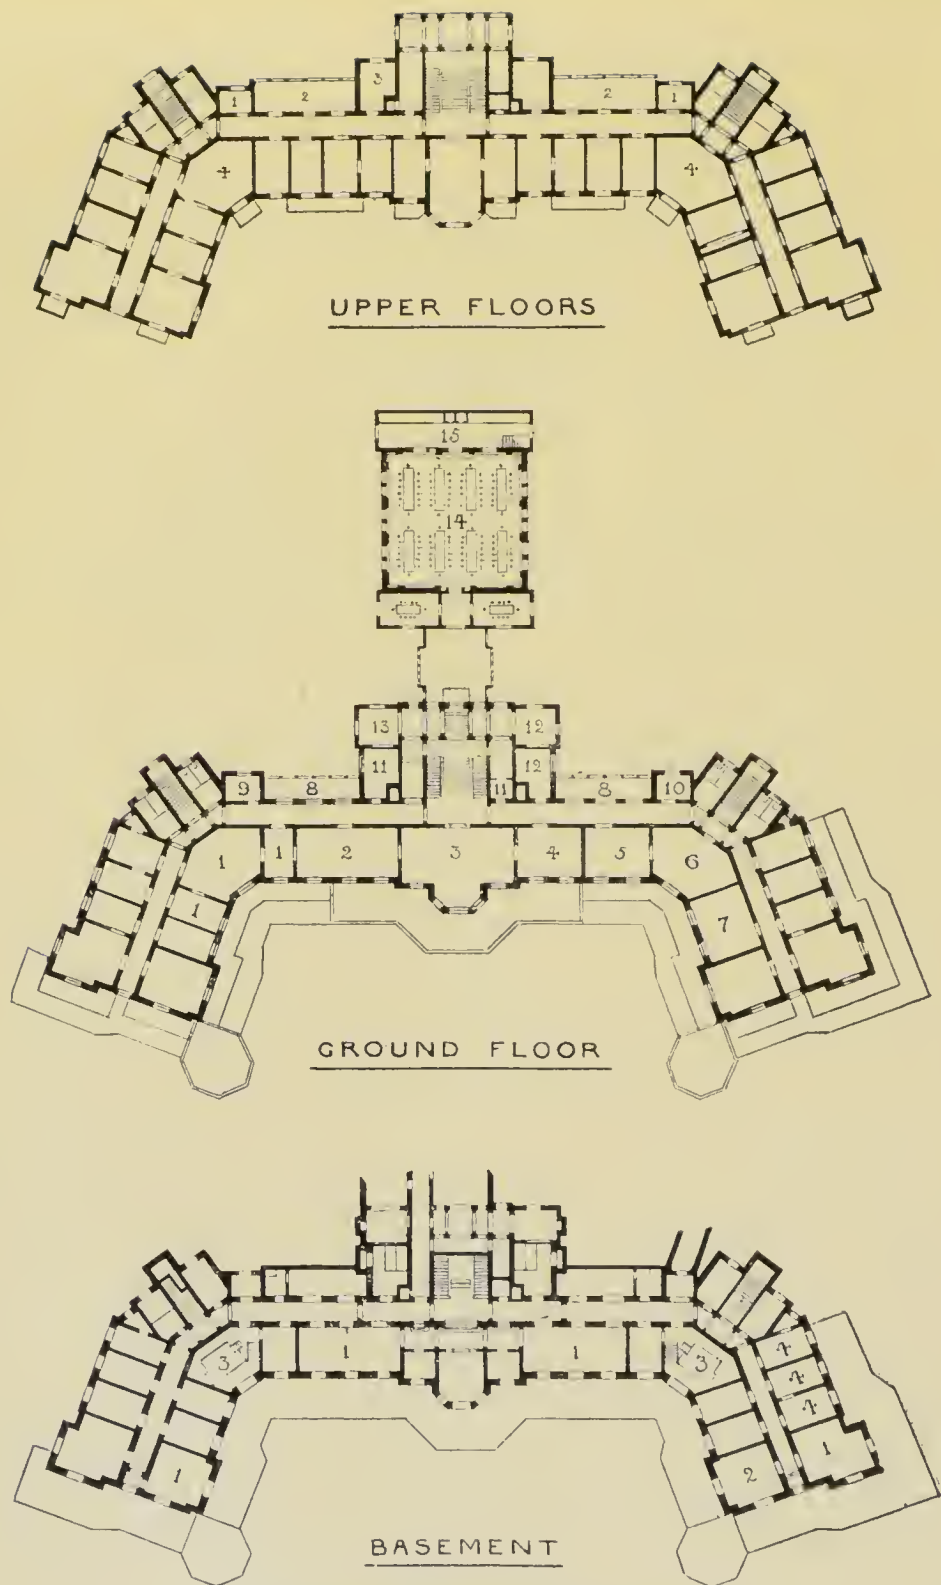 3
1 2 2 1
4 4
UPPER FLOORS
15
14
13 12
11 11 12
9 8 8 10
1 1 2 3 4 5 6
1 7
GROUND FLOOR
3 1 1 3 4
4
4
1 2 1
BASEMENT